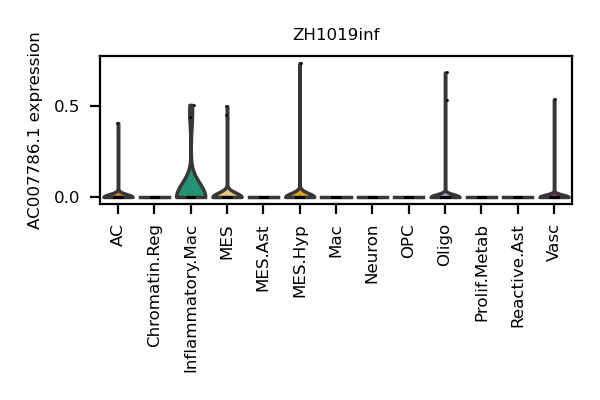 ZH1019inf
AC007786.1 expression
0.5
0.0
AC
Chromatin.Reg
Inflammatory.Mac
MES
MES.Ast
MES.Hyp
Mac
Neuron
OPC
Oligo
Prolif.Metab
Reactive.Ast
Vasc